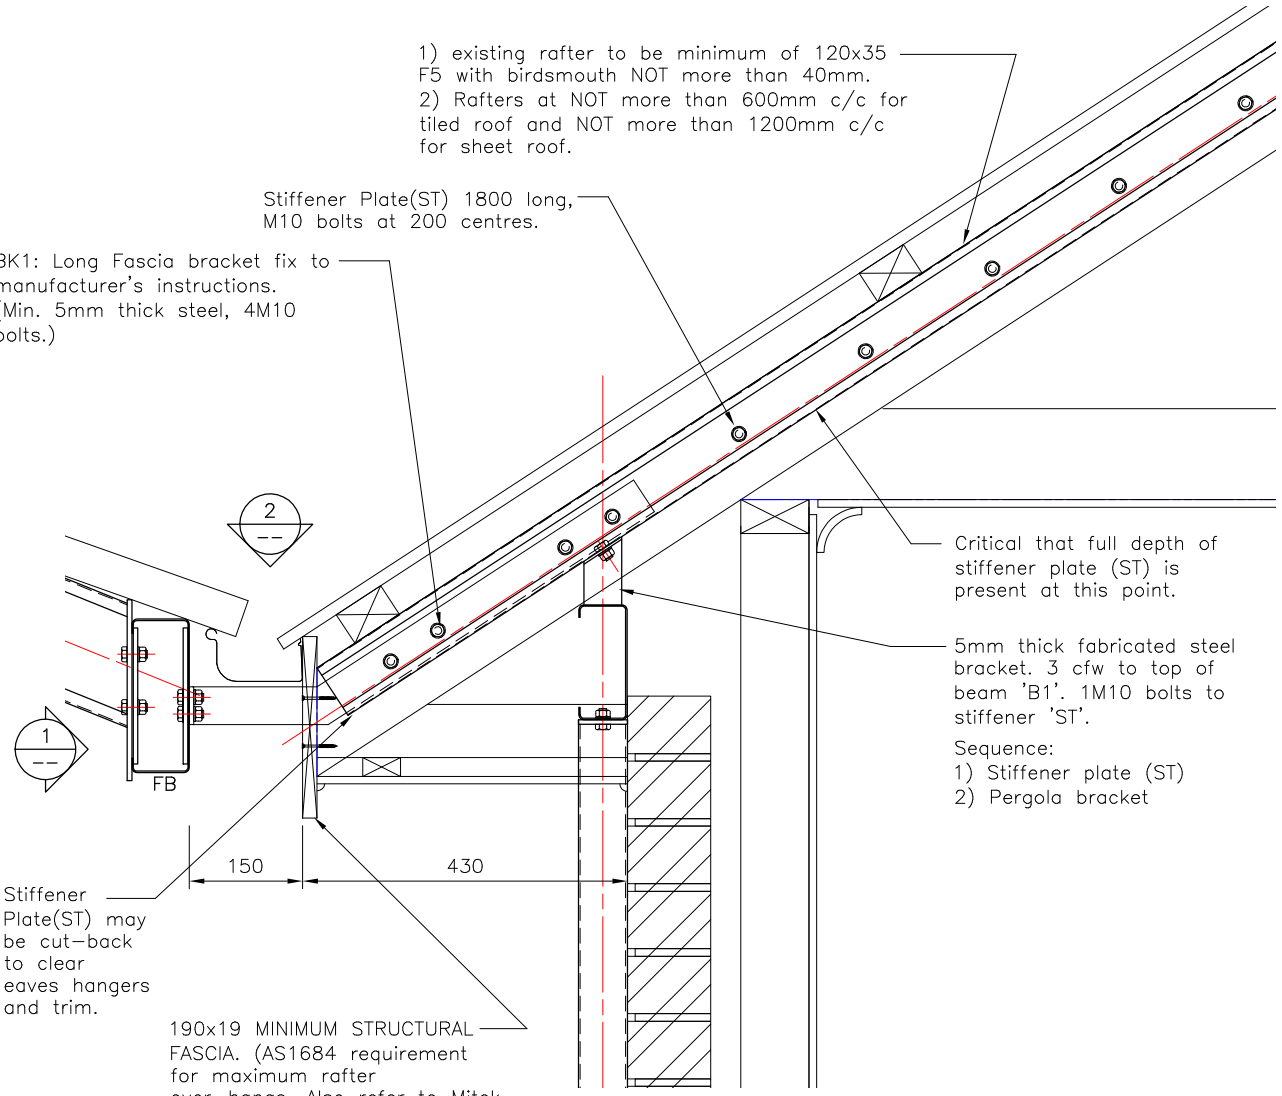 1) existing rafter to be minimum of 120x35
F5 with birdsmouth NOT more than 40mm.
2) Rafters at NOT more than 600mm c/c for
tiled roof and NOT more than 1200mm c/c
for sheet roof.
Stiffener Plate(ST) 1800 long,
M10 bolts at 200 centres.
BK1: Long Fascia bracket fix to
manufacturer's instructions.
(Min. 5mm thick steel, 4M10
bolts.)
2
--
1
--
FB
Critical that full depth of
stiffener plate (ST) is
present at this point.
5mm thick fabricated steel
bracket. 3 cfw to top of
beam 'B1'. 1M10 bolts to
stiffener 'ST'.
Sequence:
1) Stiffener plate (ST)
2) Pergola bracket
150
430
Stiffener
Plate(ST) may
be cut-back
to clear
eaves hangers
and trim.
190x19 MINIMUM STRUCTURAL
FASCIA. (AS1684 requirement
for maximum rafter
over-hangs. Also refer to Mitek